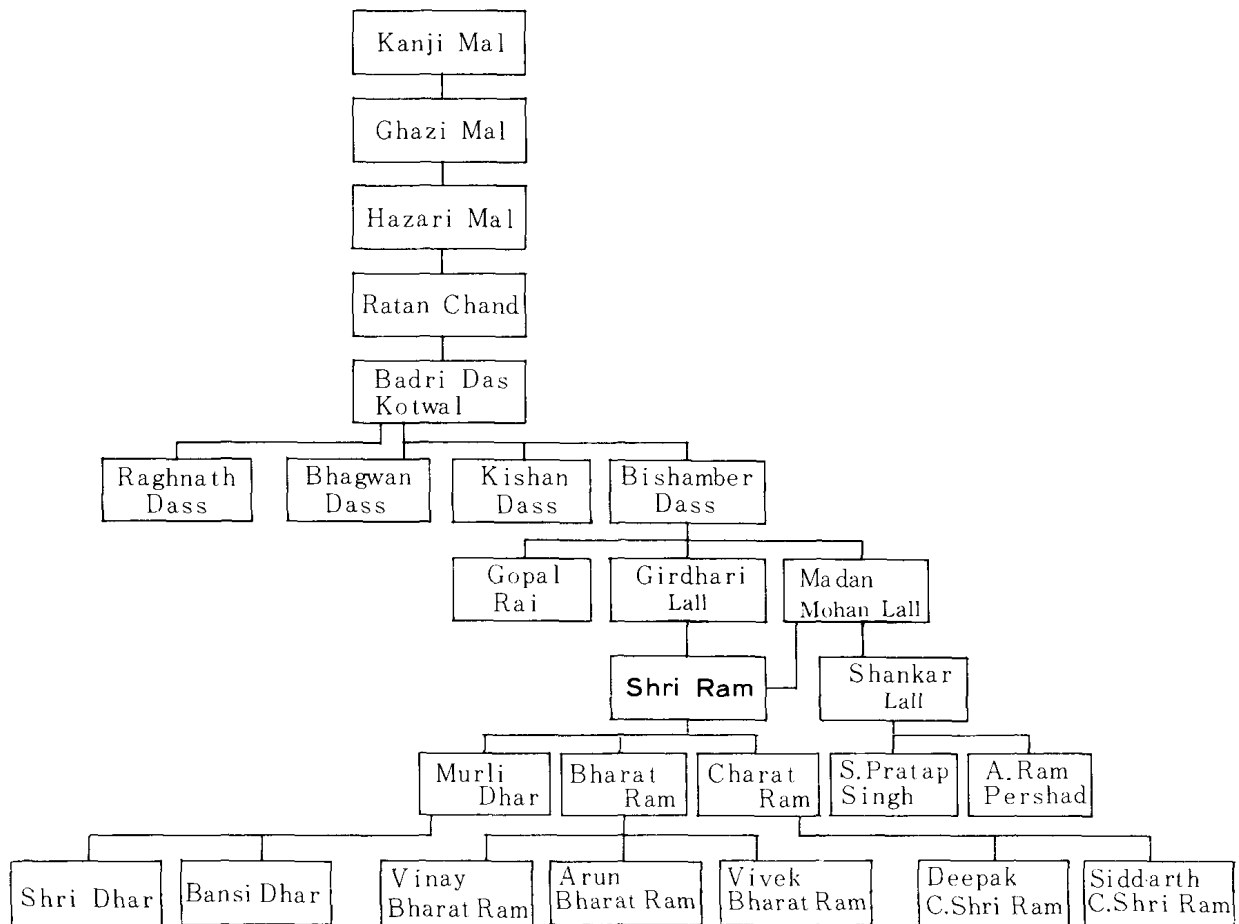 Kanji Mal
Ghazi Mal
Hazari Mal
Ratan Chand
Badri Das
Kotwal
Raghnath
Dass
Bhagwan
Dass
Kishan
Dass
Bishamber
Dass
Gopal
Rai
Girdhari
Lall
Madan
Mohan Lall
Shri Ram
Shankar
Lall
Murli
Dhar
Bharat
Ram
Charat
Ram
S.Pratap
Singh
A.Ram
Pershad
Shri Dhar
Bansi Dhar
Vinay
Bharat Ram
Arun
Bharat Ram
Vivek
Bharat Ram
Deepak
C.Shri Ram
Siddarth
C.Shri Ram